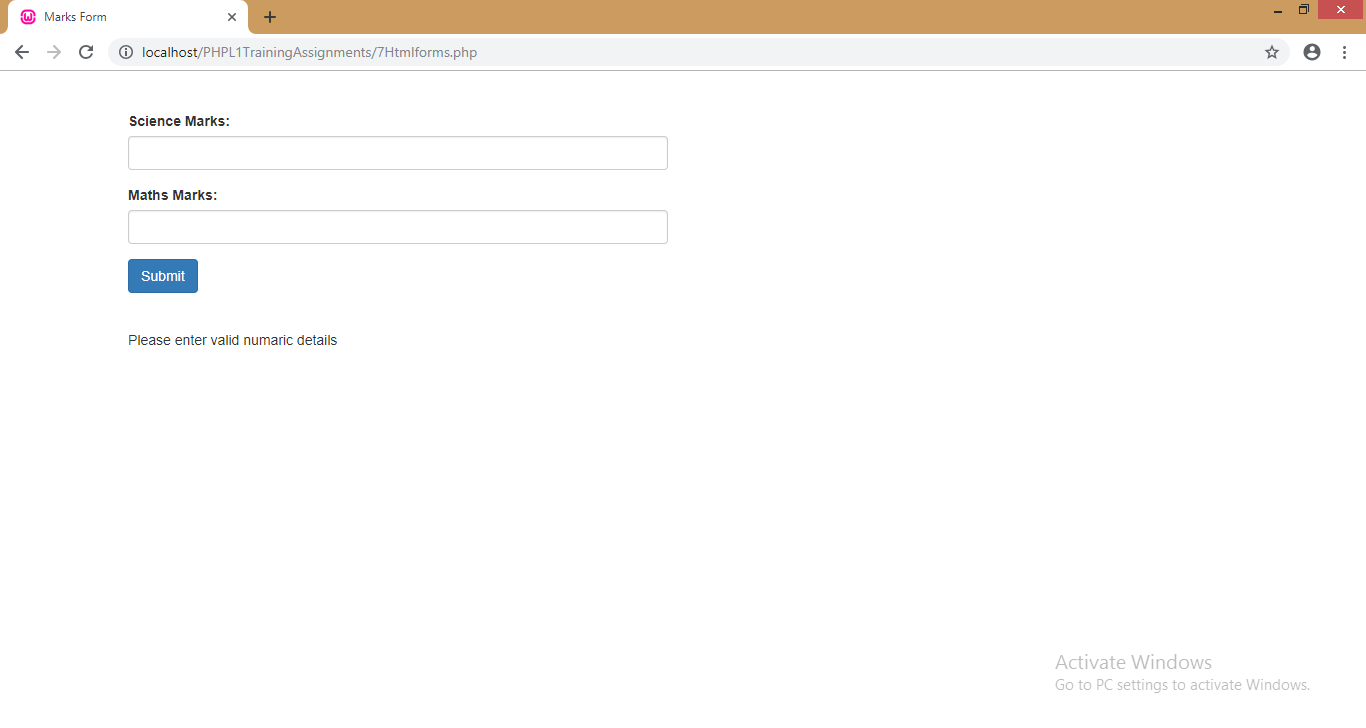 Marks Form
localhost/PHPL1TrainingAssignments/7Htmlforms.php
Science Marks:
Maths Marks:
Submit
Please enter valid numaric details
Activate Windows
Go to PC settings to activate Windows.